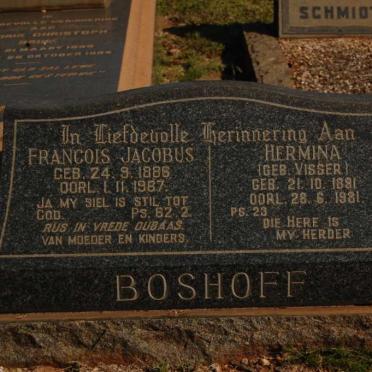 SCHMIDT
In Liefdevolle Herinnering Aan
FRANCOIS JACOBUS
GEB. 24. 9. 1886
OORL. 1. 11. 1967.
JA MY SIEL IS STIL TOT
GOD. PS. 62. 2.
RUS IN VREDE OUBAAS.
VAN MOEDER EN KINDERS.
HERMINA
(GEB. VISSER)
GEB. 21. 10. 1891
OORL. 28. 6. 1981.
PS. 23
DIE HERE IS
MY HERDER
BOSHOFF